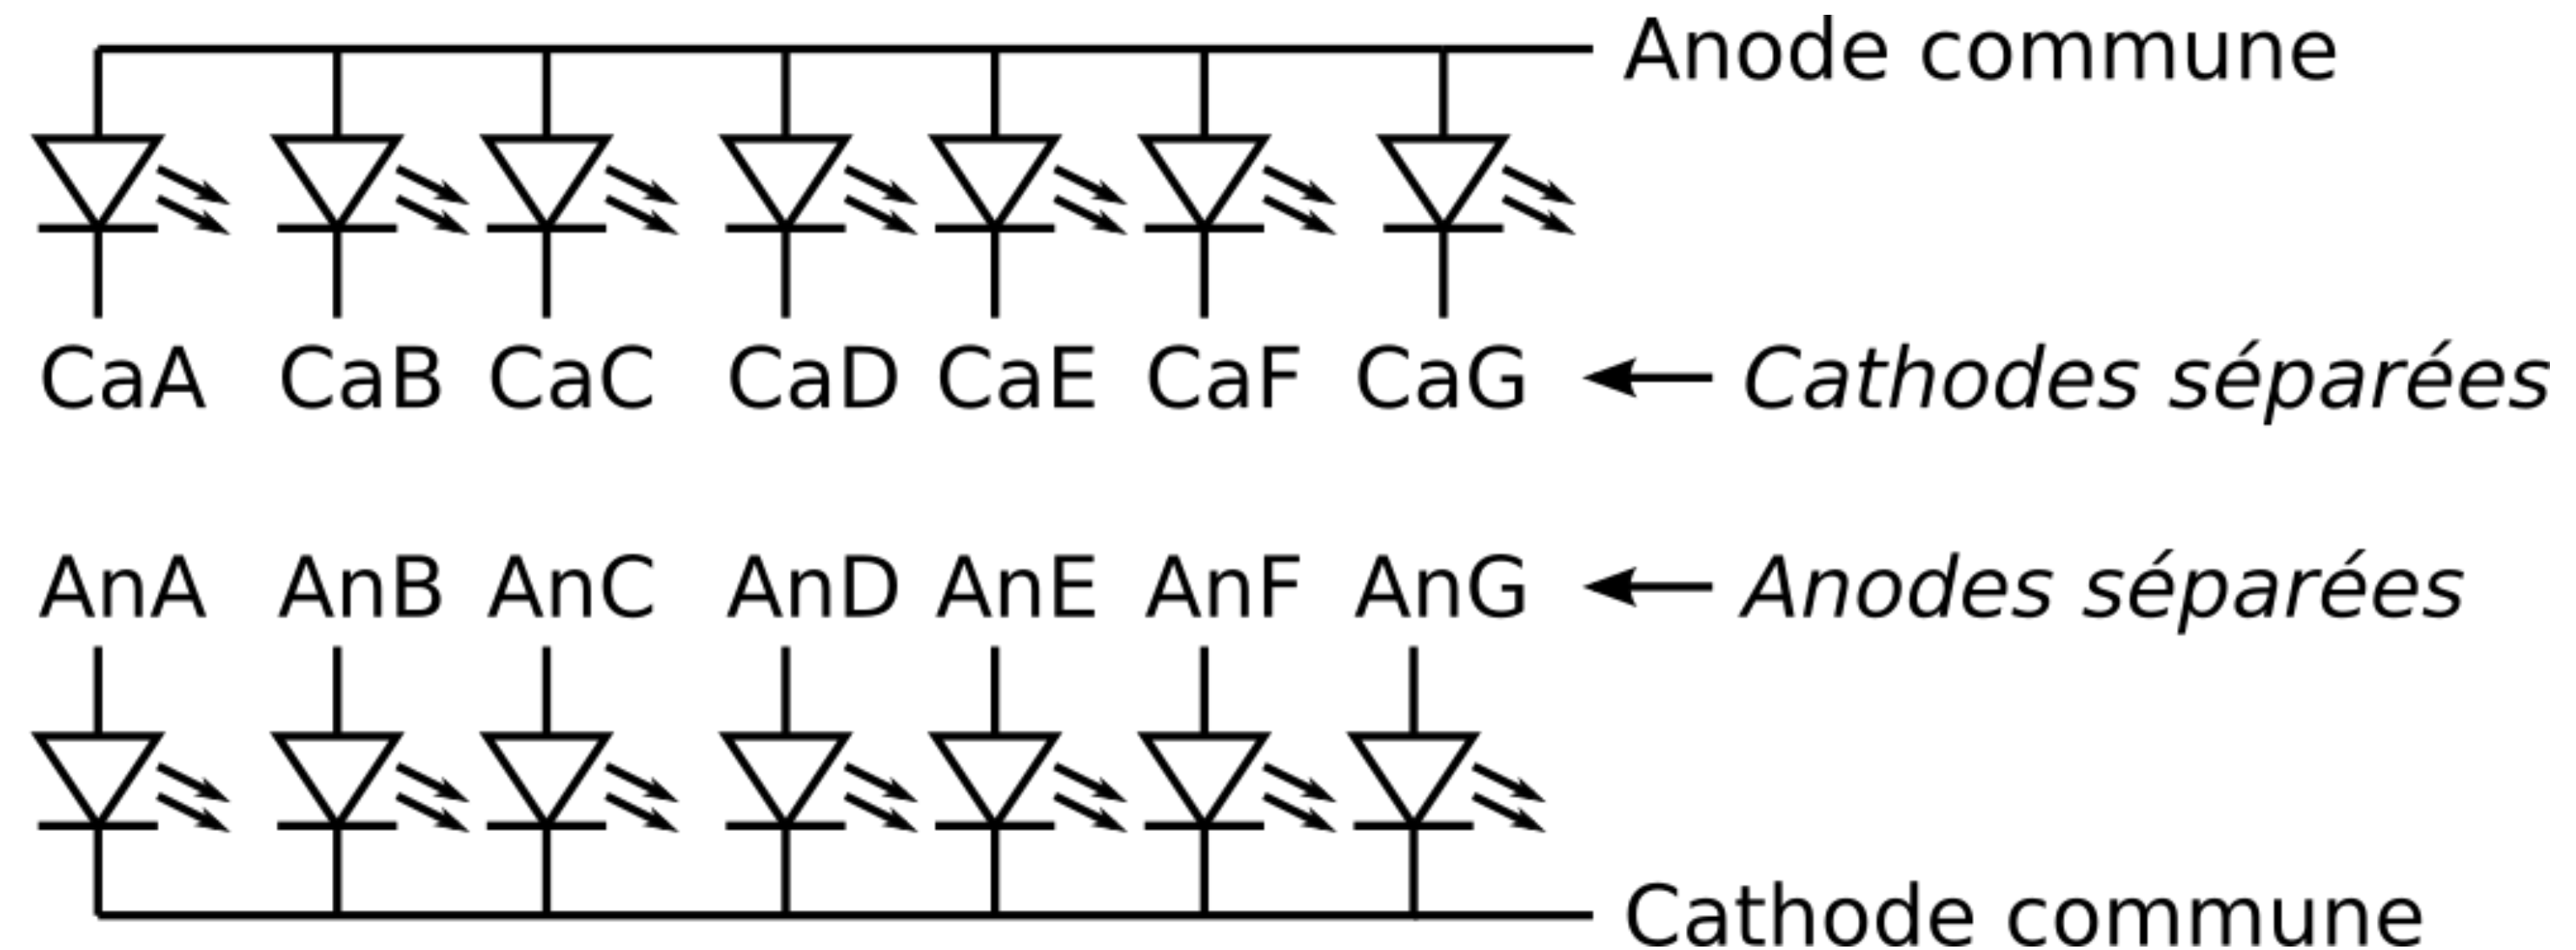 Anode commune
CaA CaB CaC CaD CaE CaF CaG Cathodes séparées
AnA AnB AnC AnD AnE AnF AnG Anodes séparées
Cathode commune